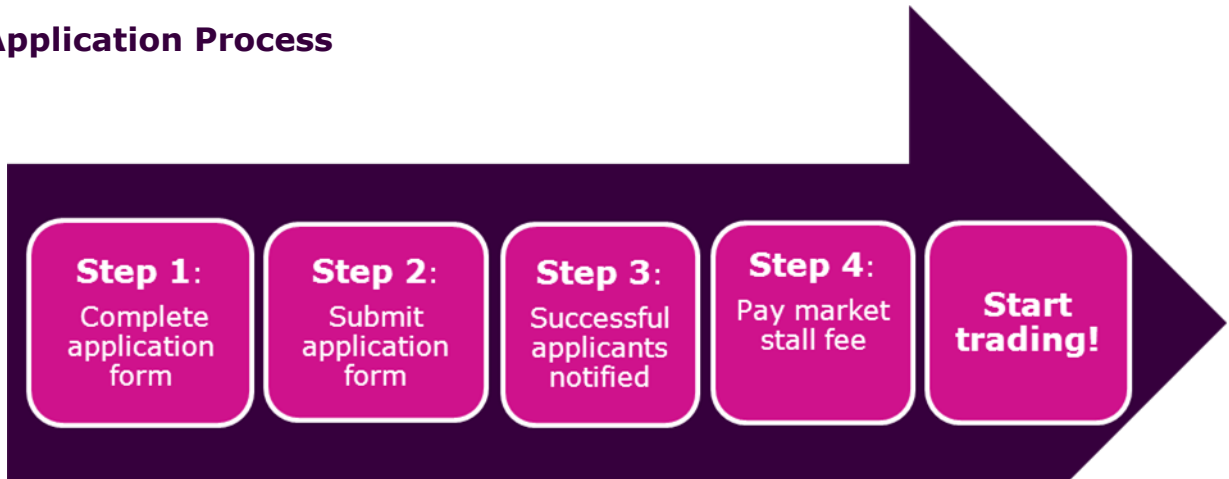 Application Process
Step 1:
Complete
application
form
Step 2:
Submit
application
form
Step 3:
Successful
applicants
notified
Step 4:
Pay market
stall fee
Start
trading!